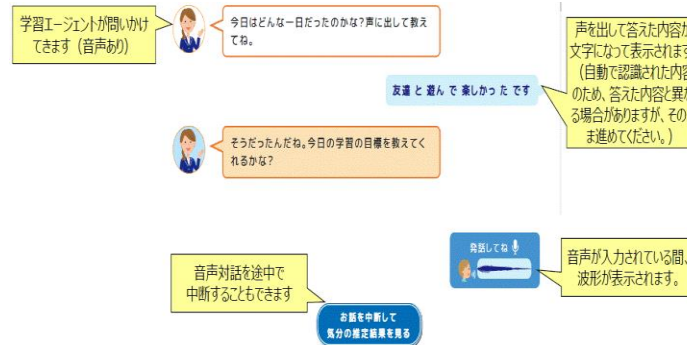 学習エージェントが問いかけ
てきます（音声あり）
今日はどんな一日だったのかな?声に出して教え
てね。
声を出して答えた内容が
文字になって表示されます
（自動で認識された内容
のため、答えた内容と異な
る場合がありますが、その
ま進めてください。）
友達 と 遊ん で 楽しかっ た です
そうだったんだね。今日の学習の目標を教えてく
れるかな?
発話してね
音声が入力されている間、
波形が表示されます。
音声対話を途中で
中断することもできます
お話を中断して
気分の推定結果を見る